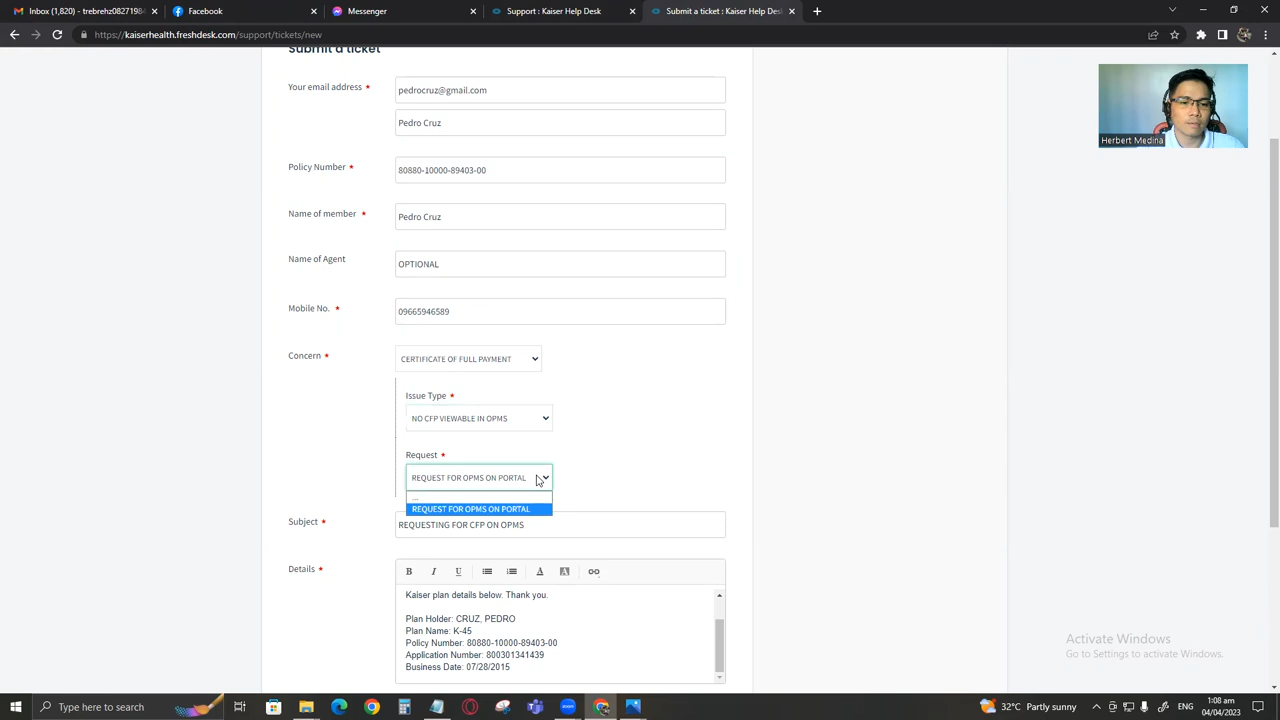 Inbox (1,820) - trebrehz08271984
Facebook
Messenger
Support : Kaiser Help Desk
Submit a ticket : Kaiser Help Des
https://kaiserhealth.freshdesk.com/support/tickets/new
Submit a ticket
Your email address *
pedrocruz@gmail.com
Pedro Cruz
Policy Number *
80880-10000-89403-00
Name of member *
Pedro Cruz
Name of Agent
OPTIONAL
Mobile No. *
09665946589
Concern *
CERTIFICATE OF FULL PAYMENT
Issue Type *
NO CFP VIEWABLE IN OPMS
Request *
REQUEST FOR OPMS ON PORTAL
...
REQUEST FOR OPMS ON PORTAL
Subject *
REQUESTING FOR CFP ON OPMS
Details *
B I U A A
Kaiser plan details below. Thank you.
Plan Holder: CRUZ, PEDRO
Plan Name: K-45
Policy Number: 80880-10000-89403-00
Application Number: 800301341439
Business Date: 07/28/2015
Herbert Medina
Activate Windows
Go to Settings to activate Windows.
Type here to search
32°C Partly sunny
1:08 am
04/04/2023